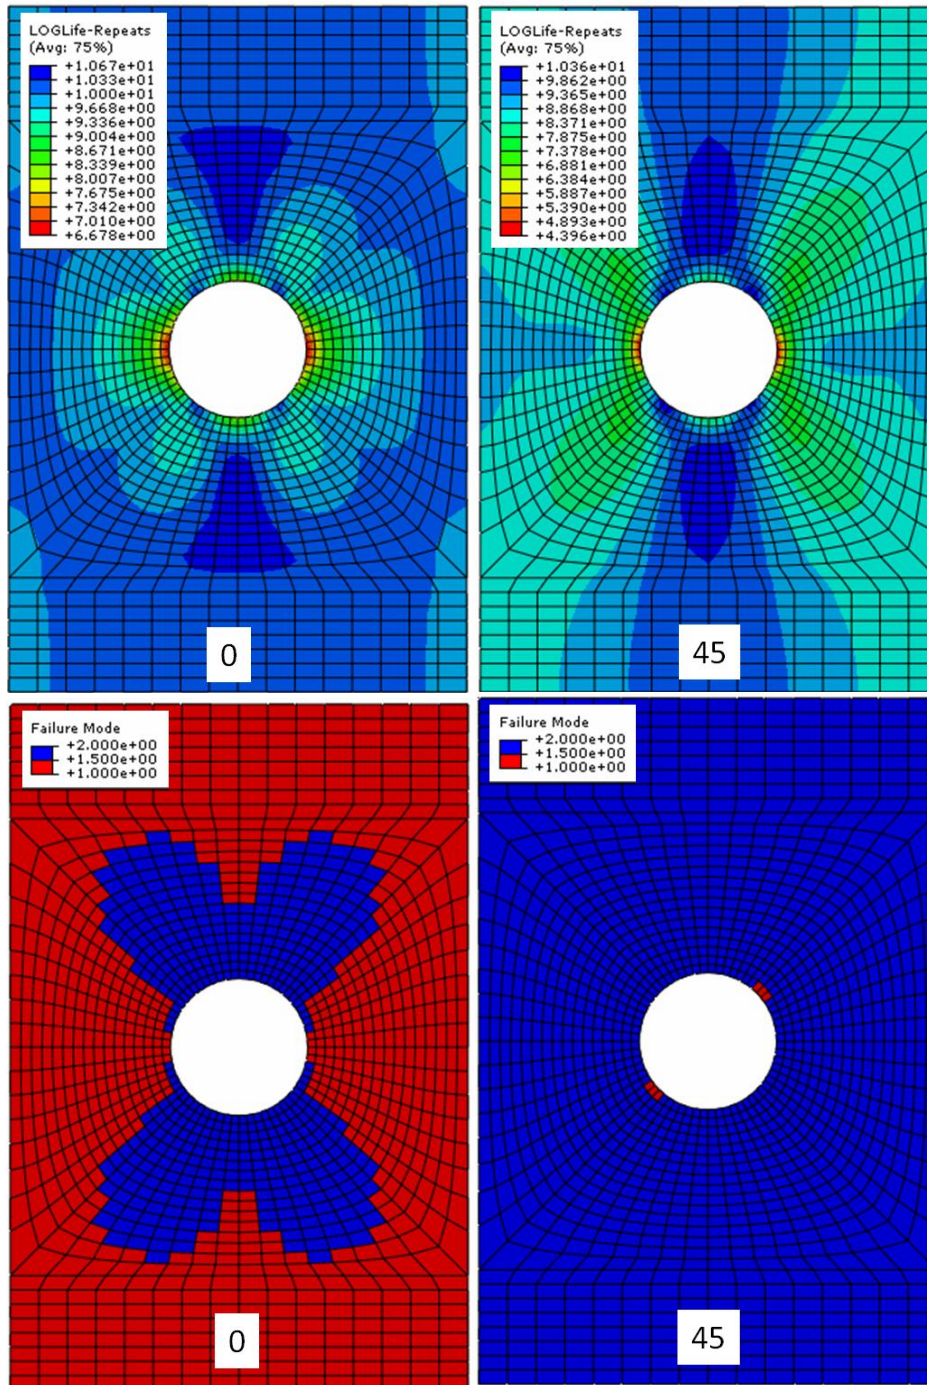 LOGLife-Repeats
(Avg: 75%)
+1.067e+01
+1.033e+01
+1.000e+01
+9.668e+00
+9.336e+00
+9.004e+00
+8.671e+00
+8.339e+00
+8.007e+00
+7.675e+00
+7.342e+00
+7.010e+00
+6.678e+00
0
LOGLife-Repeats
(Avg: 75%)
+1.036e+01
+9.862e+00
+9.365e+00
+8.868e+00
+8.371e+00
+7.875e+00
+7.378e+00
+6.881e+00
+6.384e+00
+5.887e+00
+5.390e+00
+4.893e+00
+4.396e+00
45
Failure Mode
+2.000e+00
+1.500e+00
+1.000e+00
0
Failure Mode
+2.000e+00
+1.500e+00
+1.000e+00
45